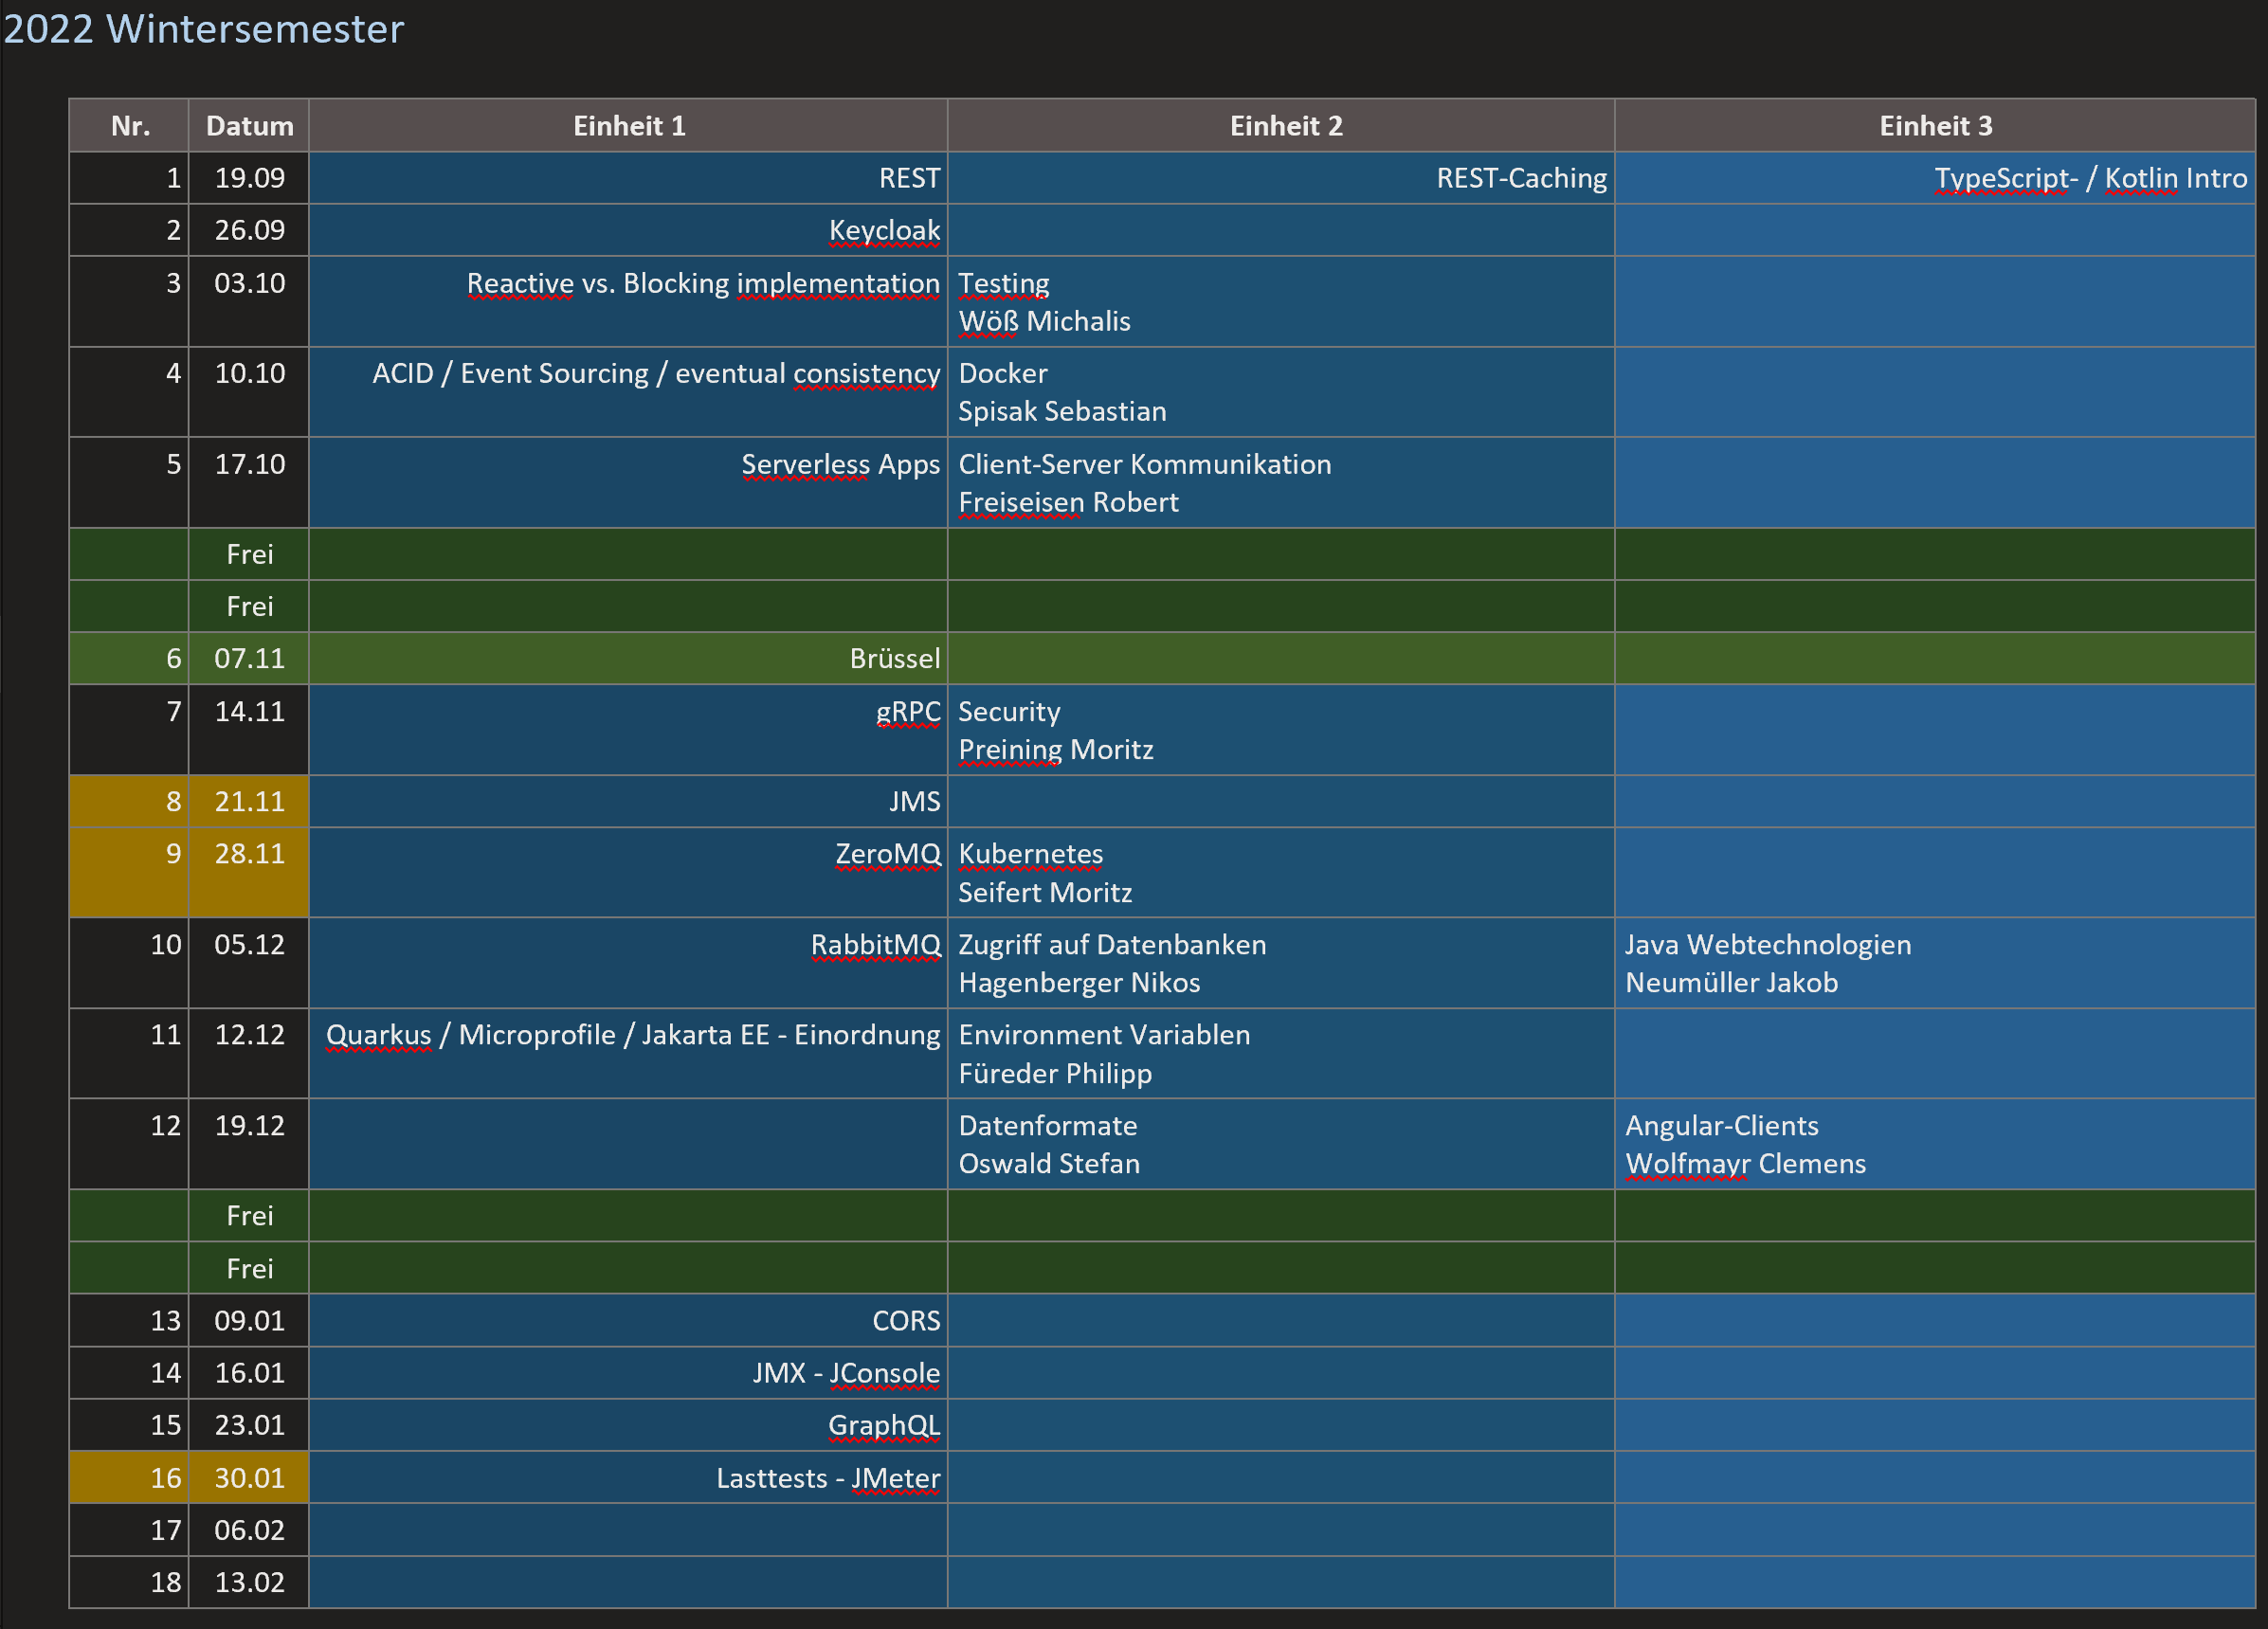 2022 Wintersemester
Nr. Datum Einheit 1 Einheit 2 Einheit 3
1 19.09 REST REST-Caching TypeScript- / Kotlin Intro
2 26.09 Keycloak
3 03.10 Reactive vs. Blocking implementation Testing
Wöß Michalis
4 10.10 ACID / Event Sourcing / eventual consistency Docker
Spisak Sebastian
5 17.10 Serverless Apps Client-Server Kommunikation
Freiseisen Robert
Frei
Frei
6 07.11 Brüssel
7 14.11 gRPC Security
Preining Moritz
8 21.11 JMS
9 28.11 ZeroMQ Kubernetes
Seifert Moritz
10 05.12 RabbitMQ Zugriff auf Datenbanken Java Webtechnologien
Hagenberger Nikos Neumüller Jakob
11 12.12 Quarkus / Microprofile / Jakarta EE - Einordnung Environment Variablen
Füreder Philipp
12 19.12 Datenformate Angular-Clients
Oswald Stefan Wolfmayr Clemens
Frei
Frei
13 09.01 CORS
14 16.01 JMX - JConsole
15 23.01 GraphQL
16 30.01 Lasttests - JMeter
17 06.02
18 13.02